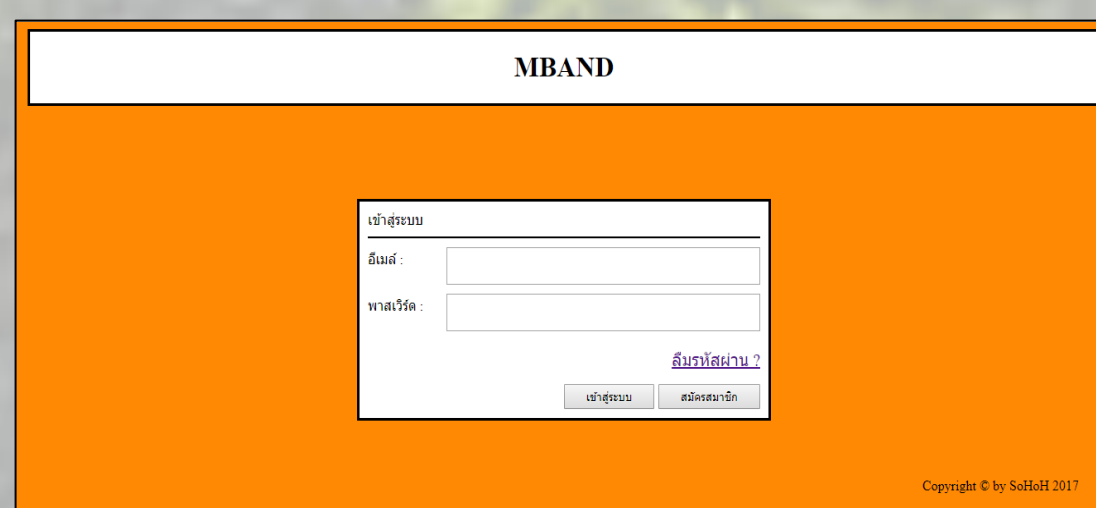 MBAND
เข้าสู่ระบบ
อีเมล์ :
พาสเวิร์ด :
ลืมรหัสผ่าน ?
เข้าสู่ระบบ สมัครสมาชิก
Copyright © by SoHoH 2017